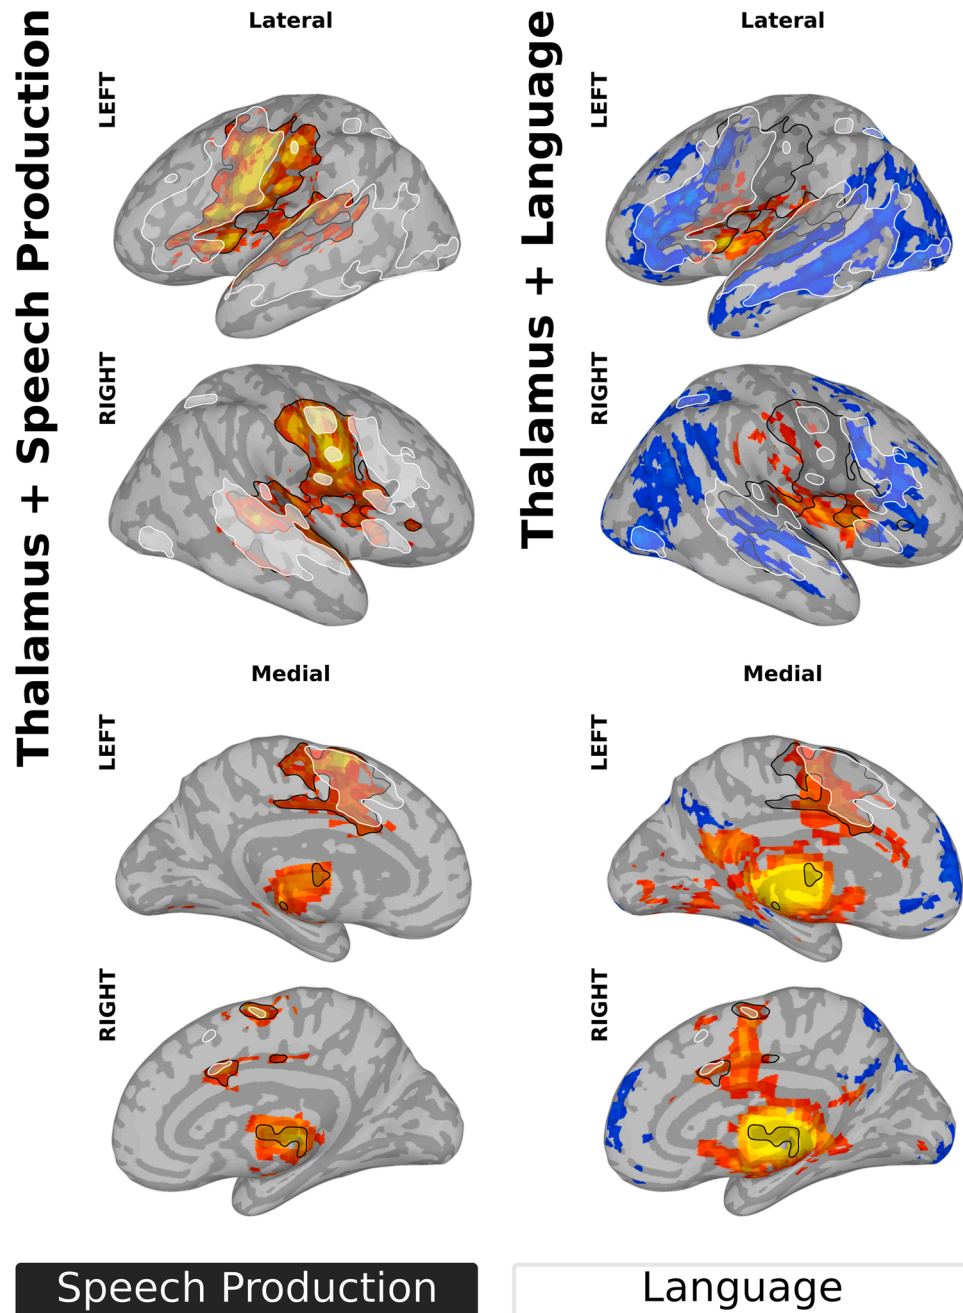 Thalamus + Speech Production
Lateral
LEFT
RIGHT
Medial
LEFT
RIGHT
Speech Production
Thalamus + Language
Lateral
LEFT
RIGHT
Medial
LEFT
RIGHT
Language